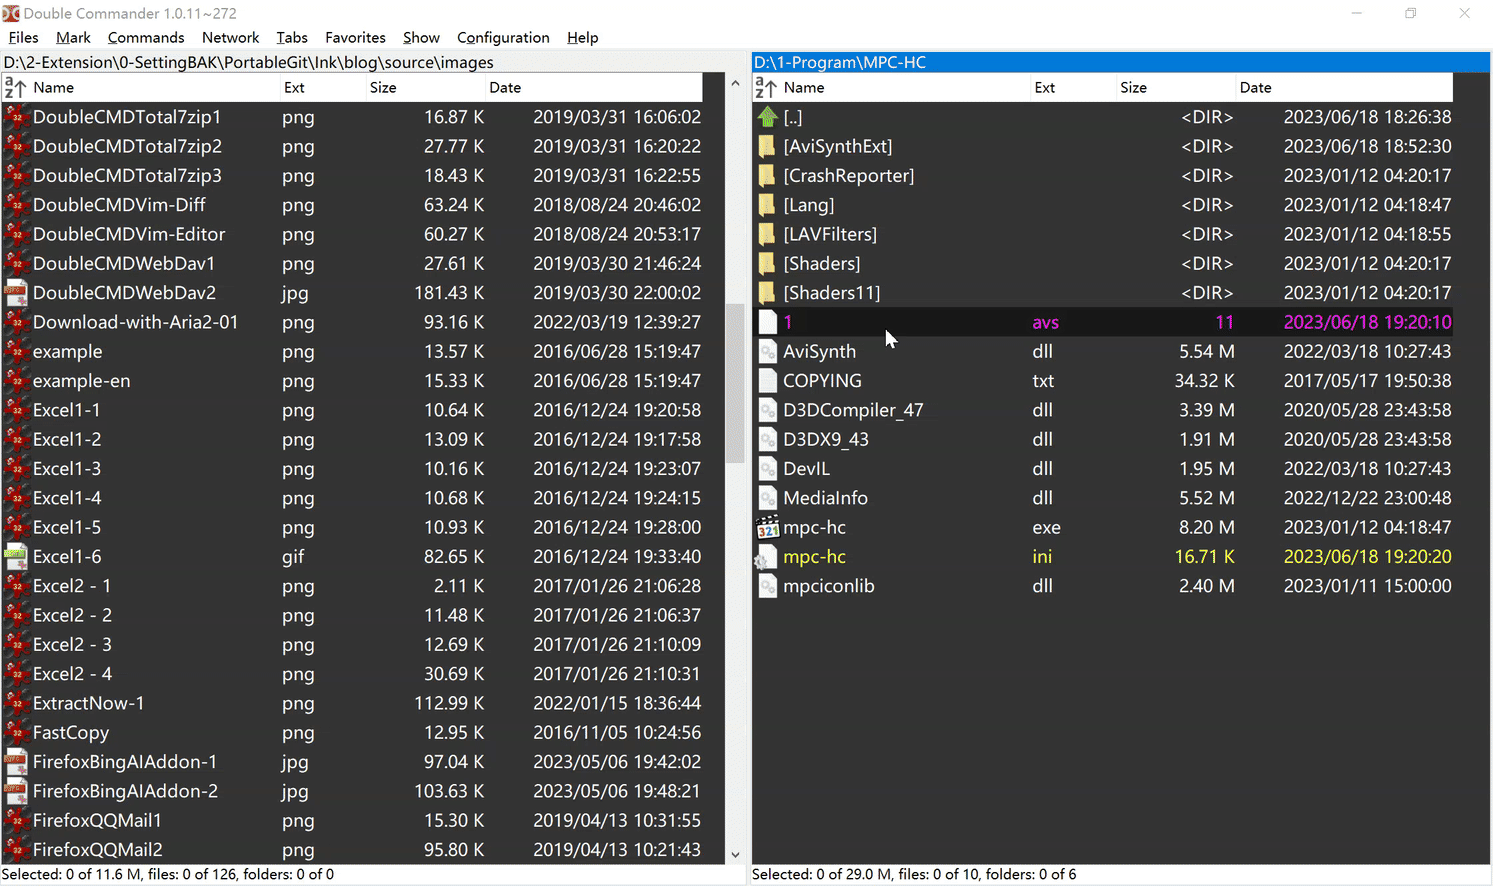 Double Commander 1.0.11~272
Files Mark Commands Network Tabs Favorites Show Configuration Help
D:\2-Extension\0-SettingBAK\PortableGit\Ink\blog\source\images
Name Ext Size Date
DoubleCMDTotal7zip1 png 16.87 K 2019/03/31 16:06:02
DoubleCMDTotal7zip2 png 27.77 K 2019/03/31 16:20:22
DoubleCMDTotal7zip3 png 18.43 K 2019/03/31 16:22:55
DoubleCMDVim-Diff png 63.24 K 2018/08/24 20:46:02
DoubleCMDVim-Editor png 60.27 K 2018/08/24 20:53:17
DoubleCMDWebDav1 png 27.61 K 2019/03/30 21:46:24
DoubleCMDWebDav2 jpg 181.43 K 2019/03/30 22:00:02
Download-with-Aria2-01 png 93.16 K 2022/03/19 12:39:27
example png 13.57 K 2016/06/28 15:19:47
example-en png 15.33 K 2016/06/28 15:19:47
Excel1-1 png 10.64 K 2016/12/24 19:20:58
Excel1-2 png 13.09 K 2016/12/24 19:17:58
Excel1-3 png 10.16 K 2016/12/24 19:23:07
Excel1-4 png 10.68 K 2016/12/24 19:24:15
Excel1-5 png 10.93 K 2016/12/24 19:28:00
Excel1-6 gif 82.65 K 2016/12/24 19:33:40
Excel2 - 1 png 2.11 K 2017/01/26 21:06:28
Excel2 - 2 png 11.48 K 2017/01/26 21:06:37
Excel2 - 3 png 12.69 K 2017/01/26 21:10:09
Excel2 - 4 png 30.69 K 2017/01/26 21:10:31
ExtractNow-1 png 112.99 K 2022/01/15 18:36:44
FastCopy png 12.95 K 2016/11/05 10:24:56
FirefoxBingAIAddon-1 jpg 97.04 K 2023/05/06 19:42:02
FirefoxBingAIAddon-2 jpg 103.63 K 2023/05/06 19:48:21
FirefoxQQMail1 png 15.30 K 2019/04/13 10:31:55
FirefoxQQMail2 png 95.80 K 2019/04/13 10:21:43
Selected: 0 of 11.6 M, files: 0 of 126, folders: 0 of 0
D:\1-Program\MPC-HC
Name Ext Size Date
[..] <DIR> 2023/06/18 18:26:38
[AviSynthExt] <DIR> 2023/06/18 18:52:30
[CrashReporter] <DIR> 2023/01/12 04:20:17
[Lang] <DIR> 2023/01/12 04:18:47
[LAVFilters] <DIR> 2023/01/12 04:18:55
[Shaders] <DIR> 2023/01/12 04:20:17
[Shaders11] <DIR> 2023/01/12 04:20:17
1 avs 11 2023/06/18 19:20:10
AviSynth dll 5.54 M 2022/03/18 10:27:43
COPYING txt 34.32 K 2017/05/17 19:50:38
D3DCompiler_47 dll 3.39 M 2020/05/28 23:43:58
D3DX9_43 dll 1.91 M 2020/05/28 23:43:58
DevIL dll 1.95 M 2022/03/18 10:27:43
MediaInfo dll 5.52 M 2022/12/22 23:00:48
mpc-hc exe 8.20 M 2023/01/12 04:18:47
mpc-hc ini 16.71 K 2023/06/18 19:20:20
mpciconlib dll 2.40 M 2023/01/11 15:00:00
Selected: 0 of 29.0 M, files: 0 of 10, folders: 0 of 6